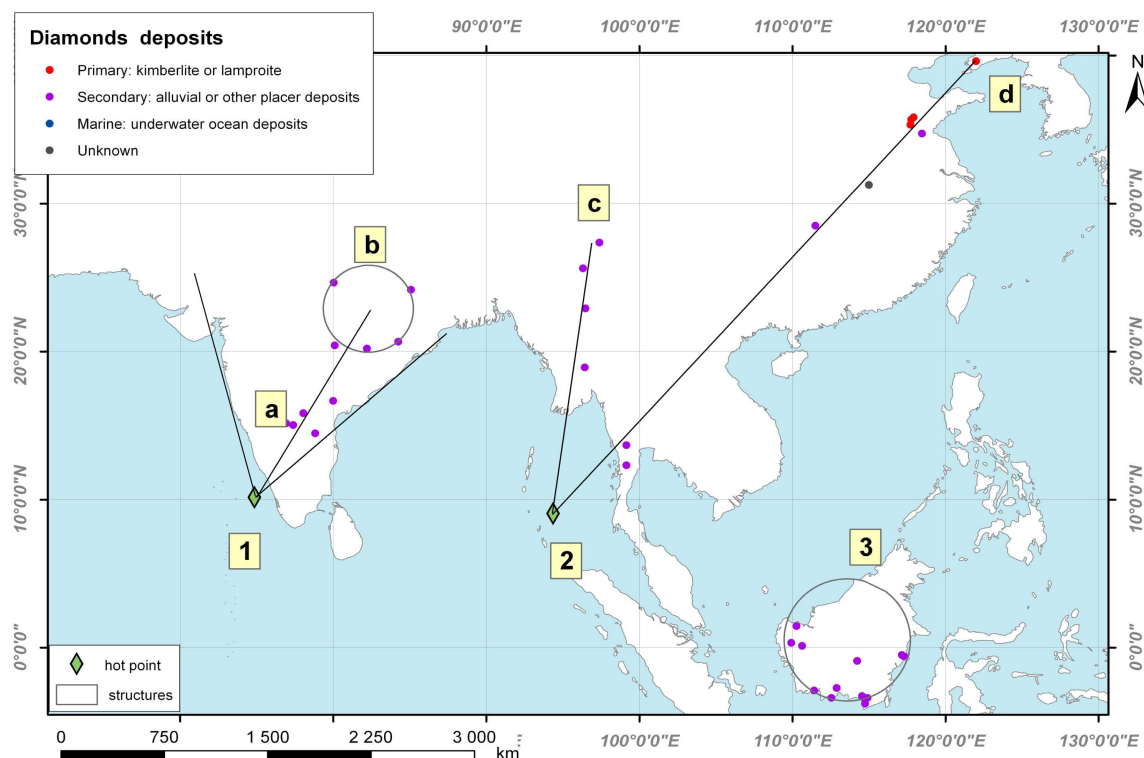 90°0'0"E 100°0'0"E 110°0'0"E 120°0'0"E 130°0'0"E
Diamonds deposits
Primary: kimberlite or lamproite
Secondary: alluvial or other placer deposits
Marine: underwater ocean deposits
Unknown
N
d
c
b
a
1
2
3
30°0'0"N
20°0'0"N
10°0'0"N
0°0'0"
30°0'0"N
20°0'0"N
10°0'0"N
0°0'0"
hot point
structures
100°0'0"E 110°0'0"E 120°0'0"E 130°0'0"E
0 750 1 500 2 250 3 000
km